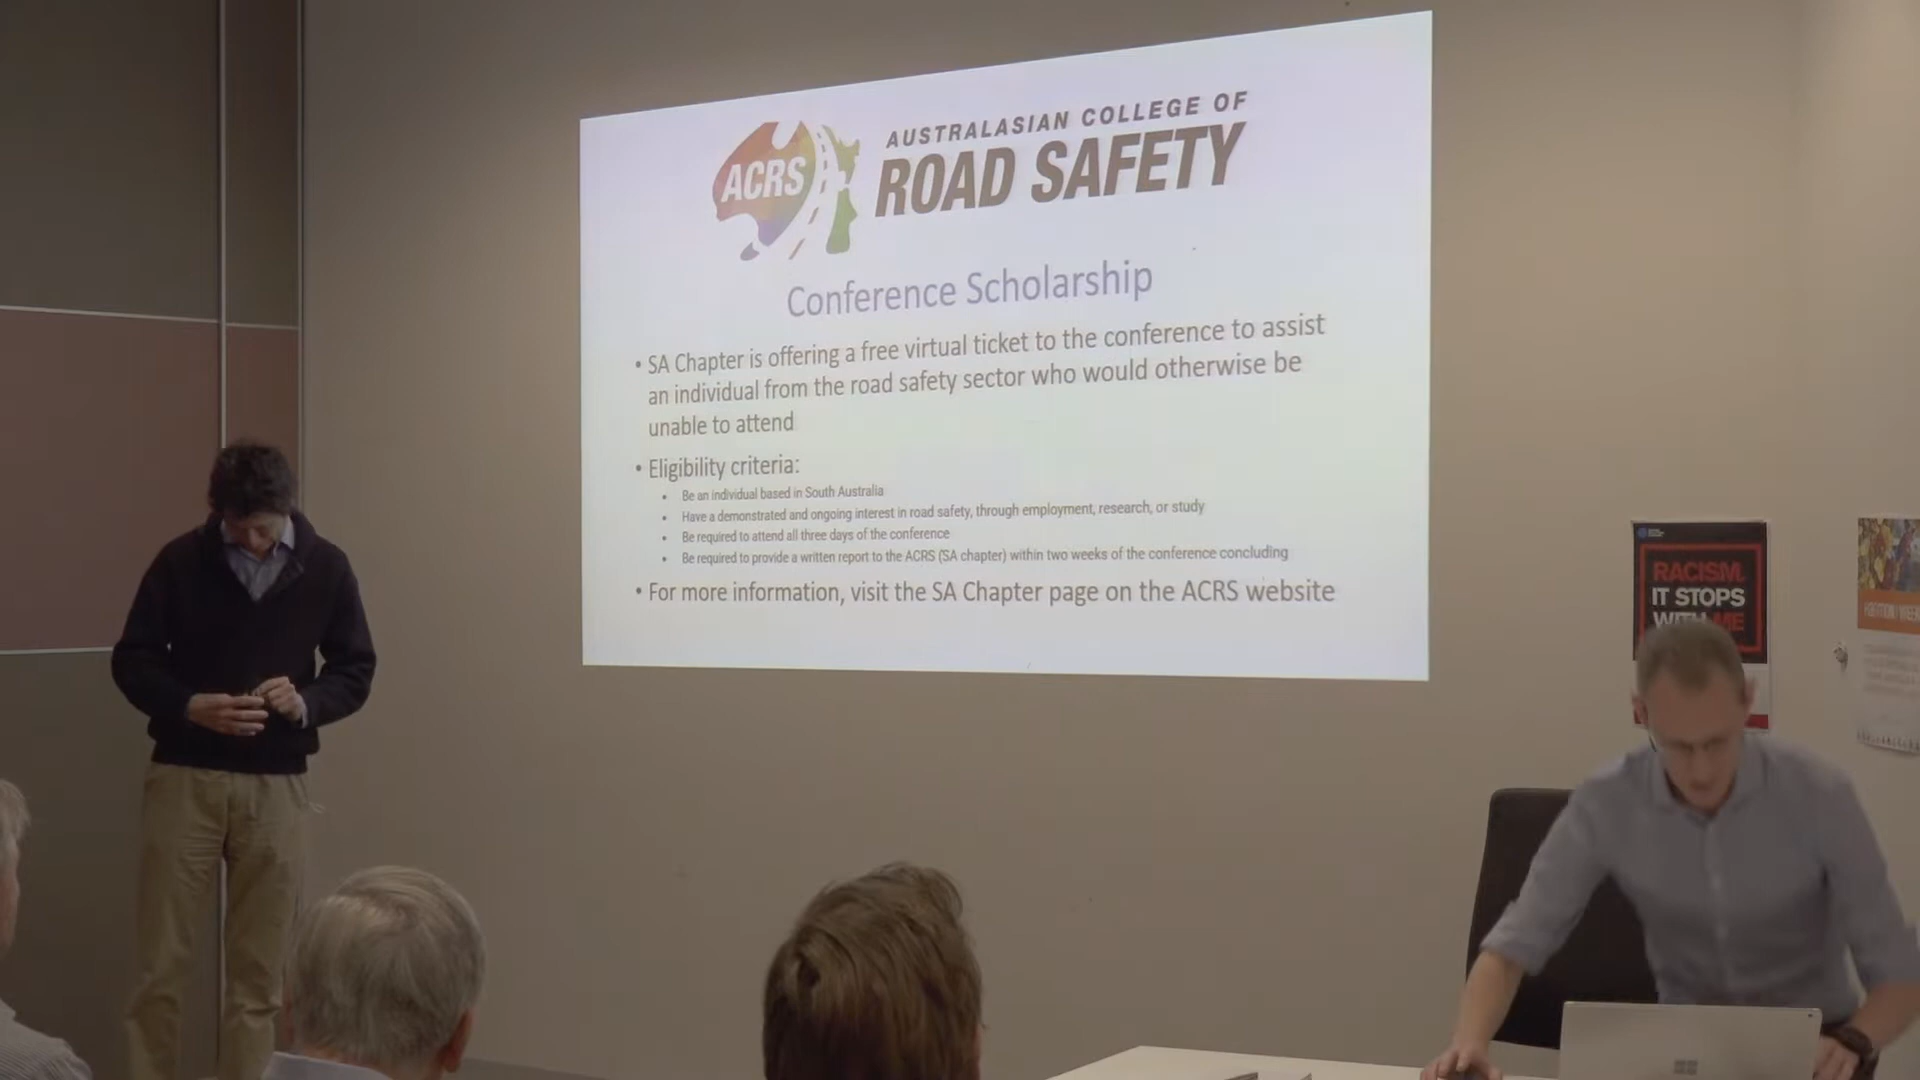 AUSTRALASIAN COLLEGE OF
ACRS
ROAD SAFETY
Conference Scholarship
• SA Chapter is offering a free virtual ticket to the conference to assist
an individual from the road safety sector who would otherwise be
unable to attend
• Eligibility criteria:
• Be an individual based in South Australia
• Have a demonstrated and ongoing interest in road safety, through employment, research, or study
• Be required to attend all three days of the conference
• Be required to provide a written report to the ACRS (SA chapter) within two weeks of the conference concluding
• For more information, visit the SA Chapter page on the ACRS website
RACISM.
IT STOPS
WITH ME